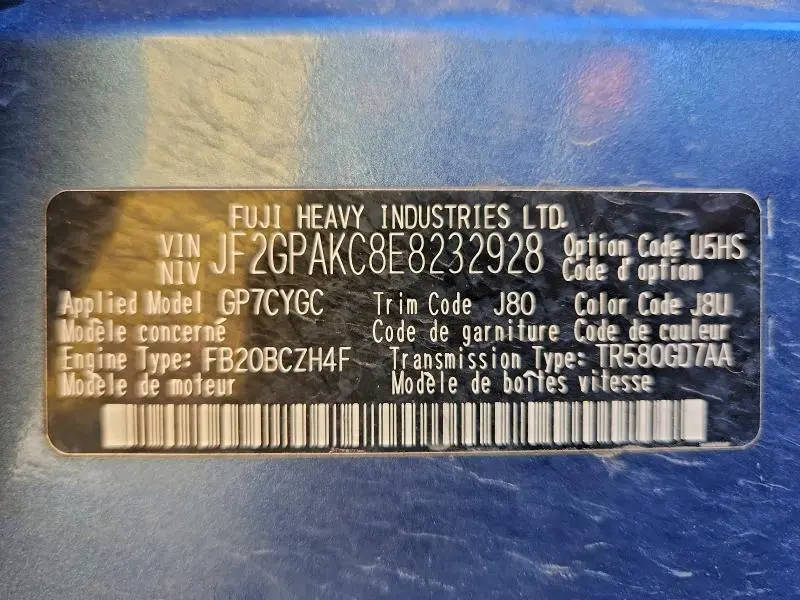 FUJI HEAVY INDUSTRIES LTD.
VIN NIV JF2GPAKC8E8232928 Option Code U5HS
Code d'option
Applied Model GP7CYGC Trim Code J80 Color Code J8U
Modèle concerné Code de garniture Code de couleur
Engine Type: FB20BCZH4F Transmission Type: TR580GD7AA
Modèle de moteur Modèle de boîtes vitesse